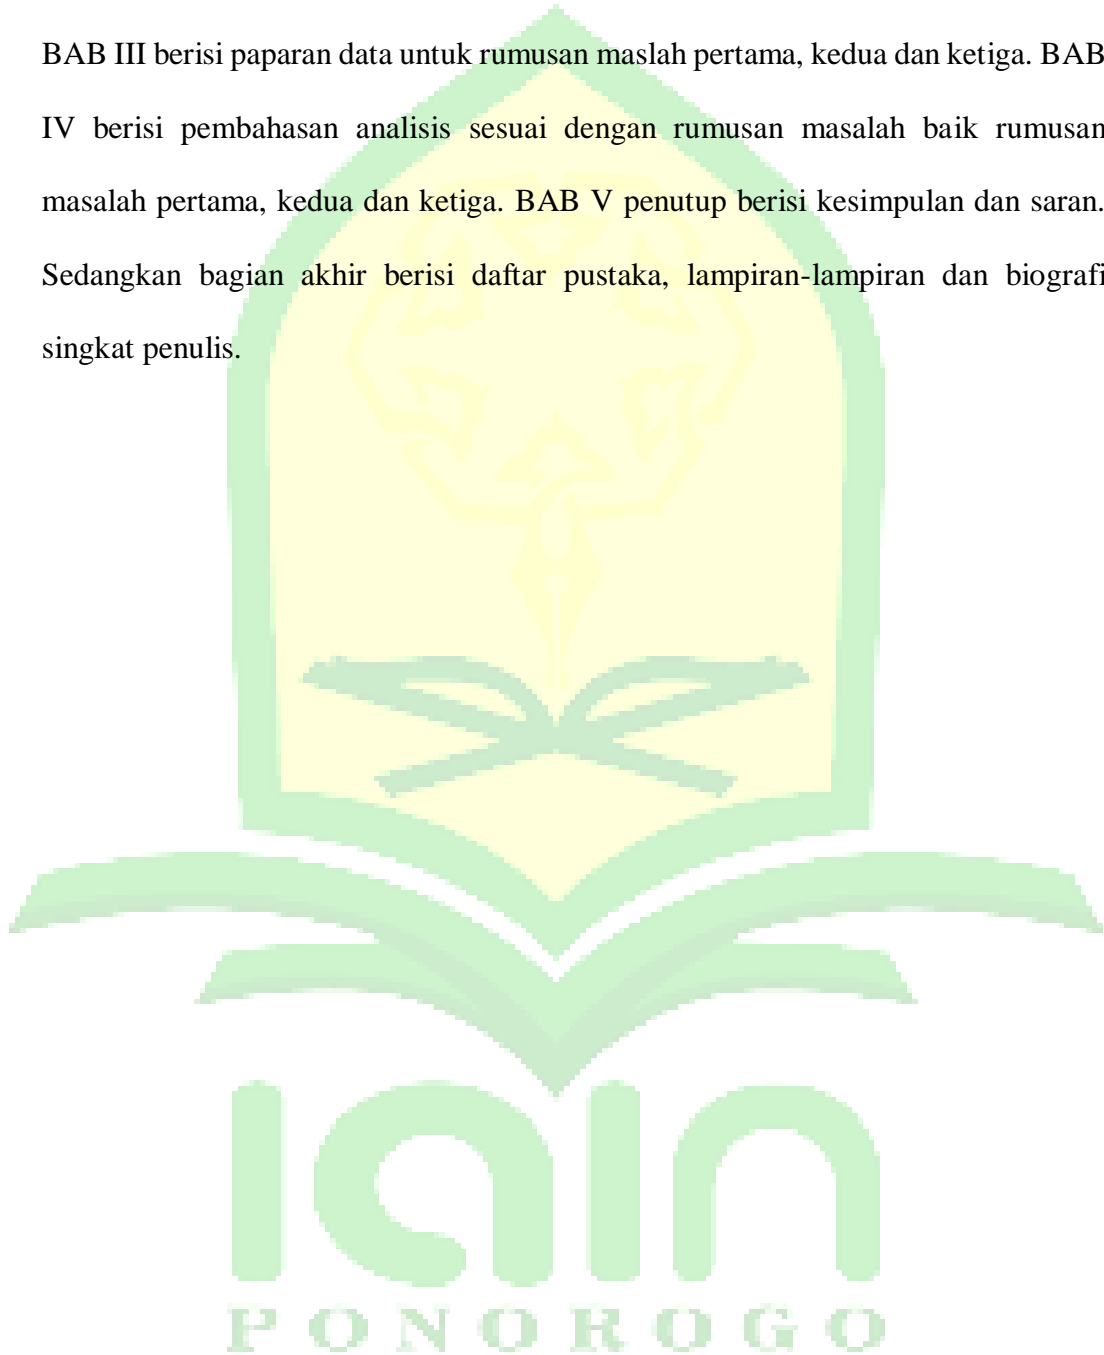 BAB III berisi paparan data untuk rumusan maslah pertama, kedua dan ketiga. BAB
IV berisi pembahasan analisis sesuai dengan rumusan masalah baik rumusan
masalah pertama, kedua dan ketiga. BAB V penutup berisi kesimpulan dan saran.
Sedangkan bagian akhir berisi daftar pustaka, lampiran-lampiran dan biografi
singkat penulis.
iain
PONOROGO